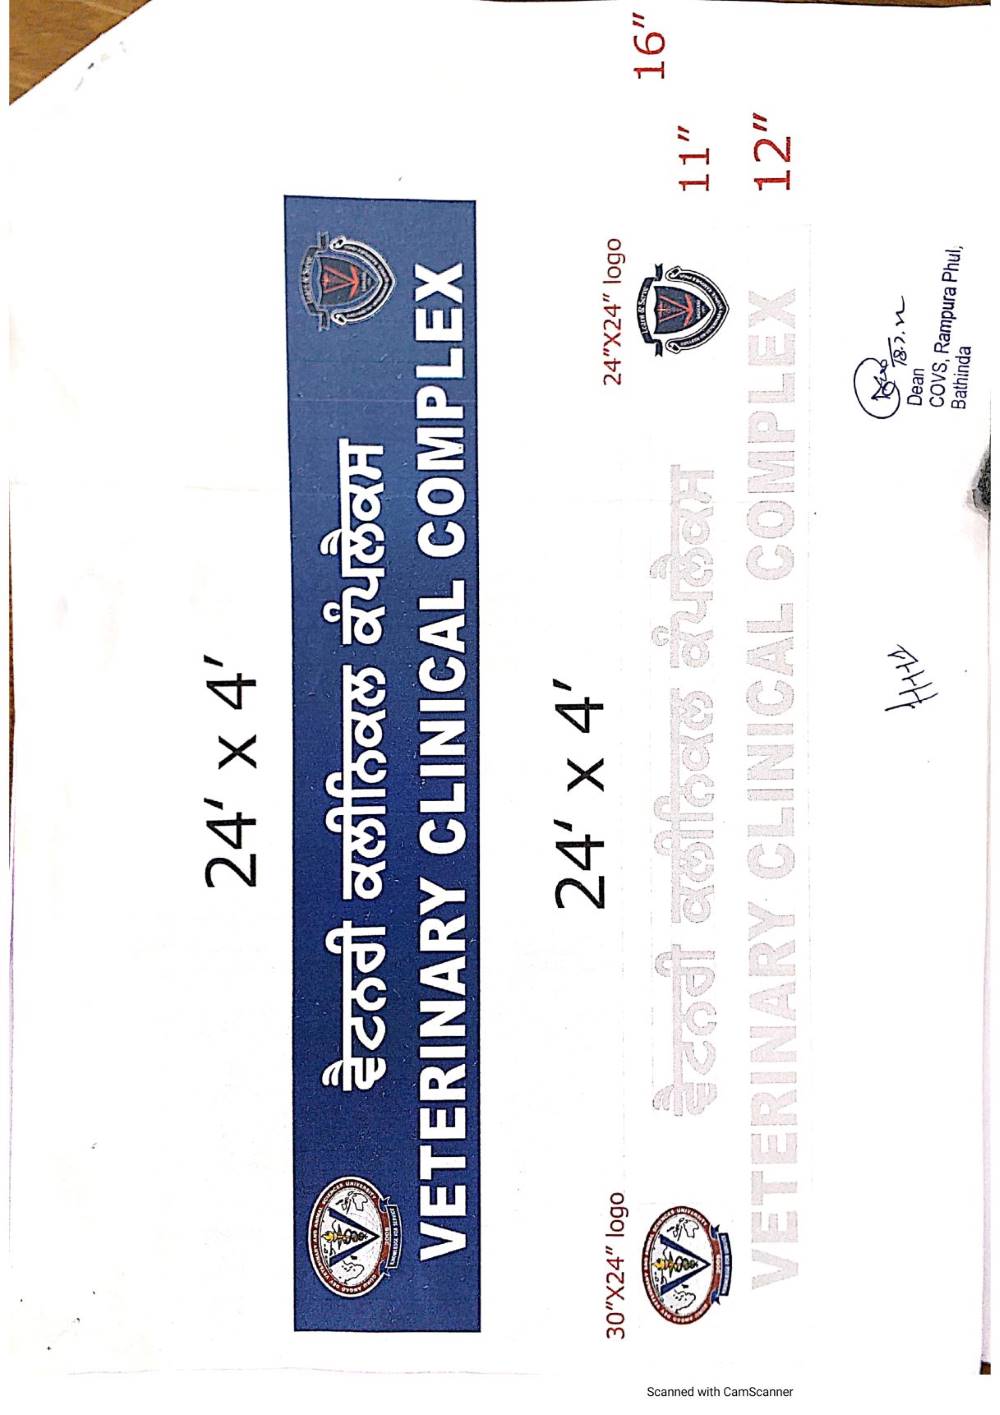 24' x 4'
ਵੈਟਨਰੀ ਕਲੀਨਿਕਲ ਕੰਪਲੈਕਸ
VETERINARY CLINICAL COMPLEX
24' x 4'
30"X24" logo
24"X24" logo
16"
ਵੈਟਨਰੀ ਕਲੀਨਿਕਲ ਕੰਪਲੈਕਸ
11"
VETERINARY CLINICAL COMPLEX
12"
Dean
COVS, Rampura Phul,
Bathinda
Scanned with CamScanner